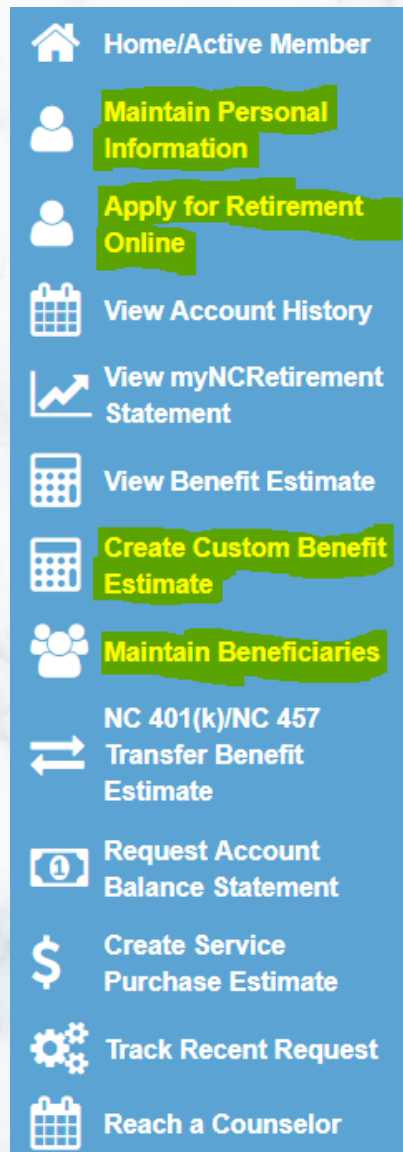 Home/Active Member
Maintain Personal
Information
Apply for Retirement
Online
View Account History
View myNCRetirement
Statement
View Benefit Estimate
Create Custom Benefit
Estimate
Maintain Beneficiaries
NC 401(k)/NC 457
Transfer Benefit
Estimate
Request Account
Balance Statement
Create Service
Purchase Estimate
Track Recent Request
Reach a Counselor